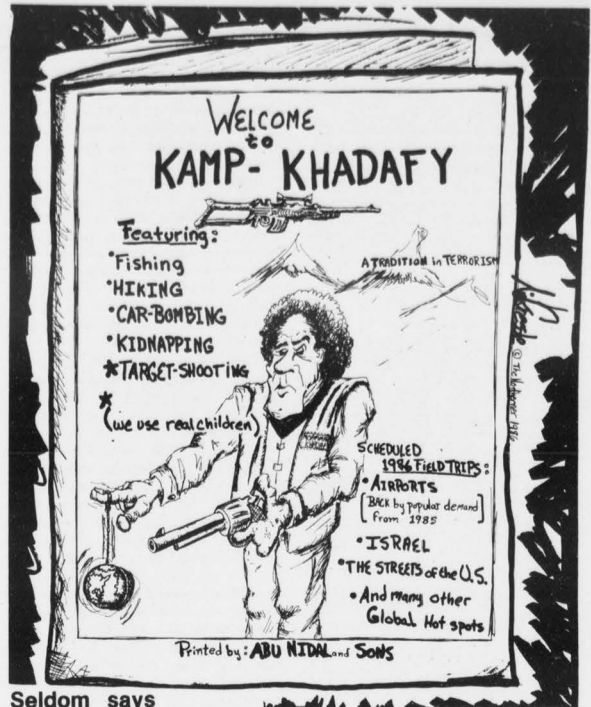 WELCOME
to
KAMP- KHADAFY
Featuring:
•Fishing
•HIKING
•CAR-BOMBING
•KIDNAPPING
*TARGET-SHOOTING
*
(we use real children)
A TRADITION in TERRORISM
© The 1986
SCHEDULED
1986 FIELD TRIPS:
•AIRPORTS
[BACK by popular demand]
from 1985
•ISRAEL
•THE STREETS of the U.S.
•And many other
Global Hot spots
Printed by: ABU NIDAL and SONS
Seldom says